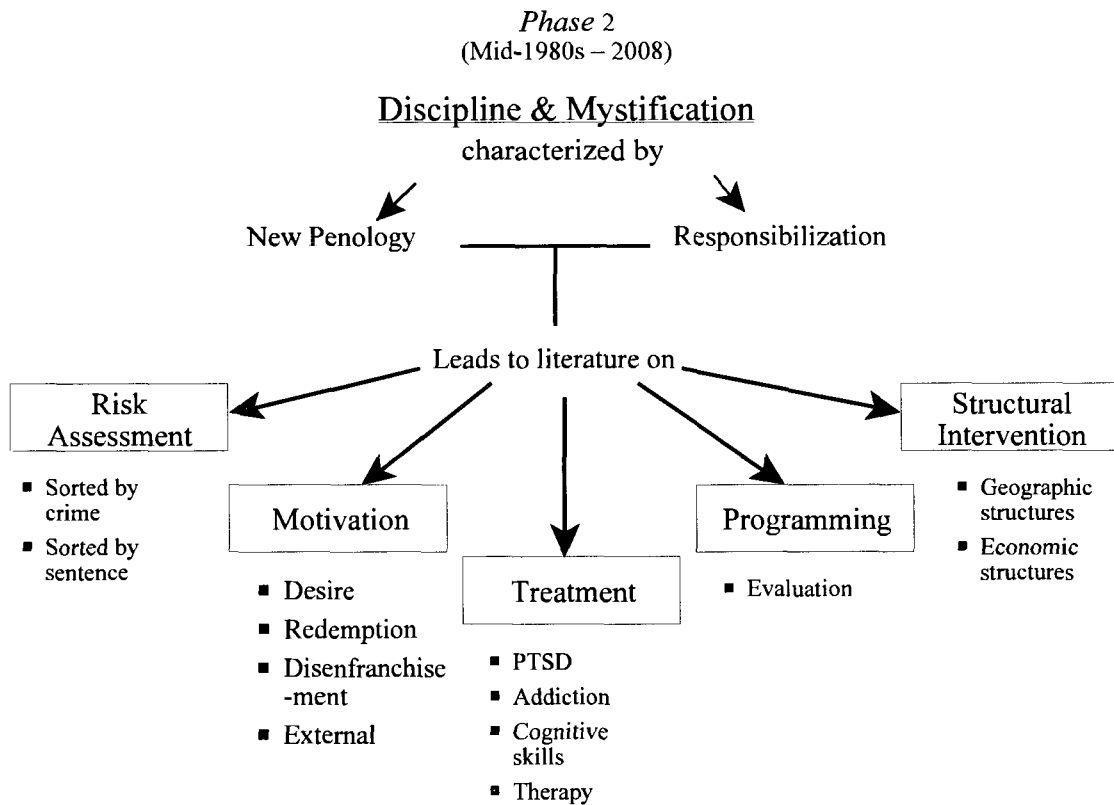 Phase 2
(Mid-1980s – 2008)
Discipline & Mystification
characterized by
New Penology
Responsibilization
Leads to literature on
Risk
Assessment
▪ Sorted by
crime
▪ Sorted by
sentence
Motivation
▪ Desire
▪ Redemption
▪ Disenfranchise
-ment
▪ External
Treatment
▪ PTSD
▪ Addiction
▪ Cognitive
skills
▪ Therapy
Programming
▪ Evaluation
Structural
Intervention
▪ Geographic
structures
▪ Economic
structures